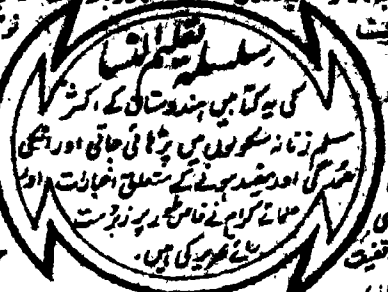 سلسلہ تعلیم النسا
کی یہ کتابیں ہندوستان کے اکثر
مسلم زنانہ سکولوں میں پڑھائی جاتی اور انکی
عمدگی اور مفید ہونے کے متعلق اخبارات اور
علمائے کرام نے خاص طور پر زبردست
رائے تحریر کی ہیں۔